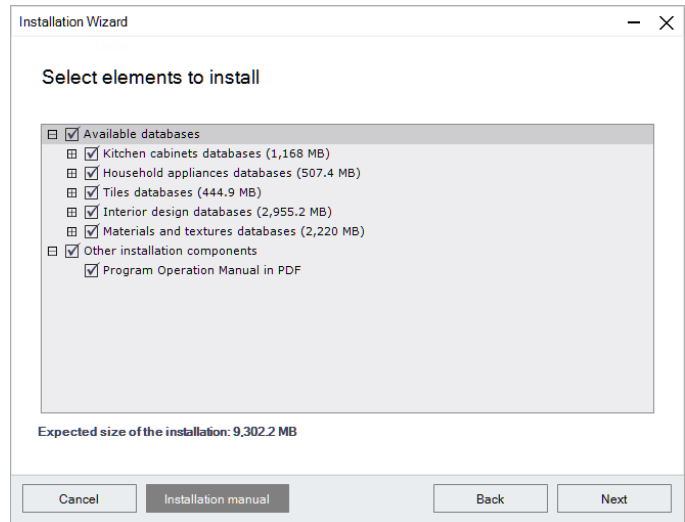 Installation Wizard
Select elements to install
Available databases
Kitchen cabinets databases (1,168 MB)
Household appliances databases (507.4 MB)
Tiles databases (444.9 MB)
Interior design databases (2,955.2 MB)
Materials and textures databases (2,220 MB)
Other installation components
Program Operation Manual in PDF
Expected size of the installation: 9,302.2 MB
Cancel Installation manual Back Next